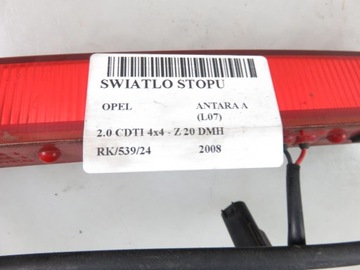 SWIATLO STOPU
OPEL ANTARA A
(L07)
2.0 CDTI 4x4 - Z 20 DMH
RK/539/24 2008